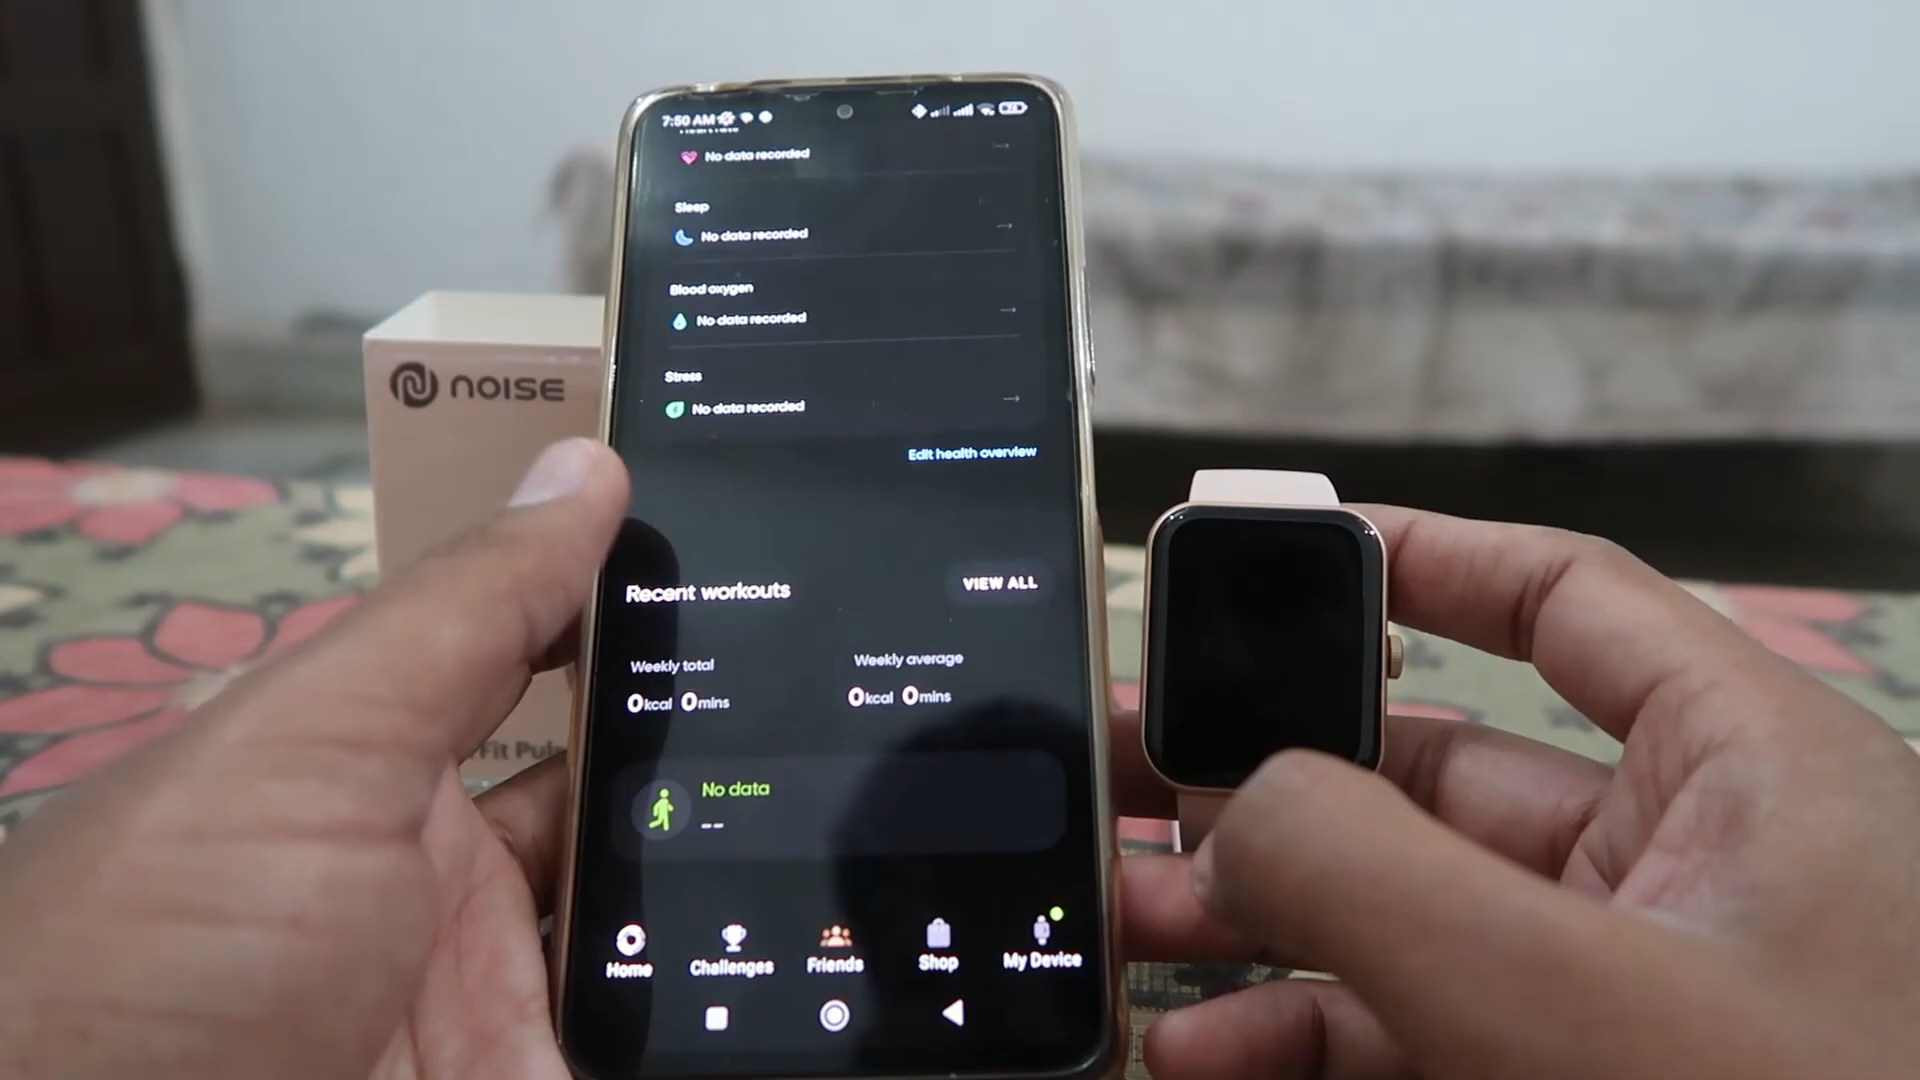 7:50 AM
No data recorded
Sleep
No data recorded
Blood oxygen
No data recorded
Stress
No data recorded
Edit health overview
NOISE
Recent workouts
VIEW ALL
Weekly total
Weekly average
0kcal 0mins
0kcal 0mins
Fit Puls
No data
--
Home
Challenges
Friends
Shop
My Device